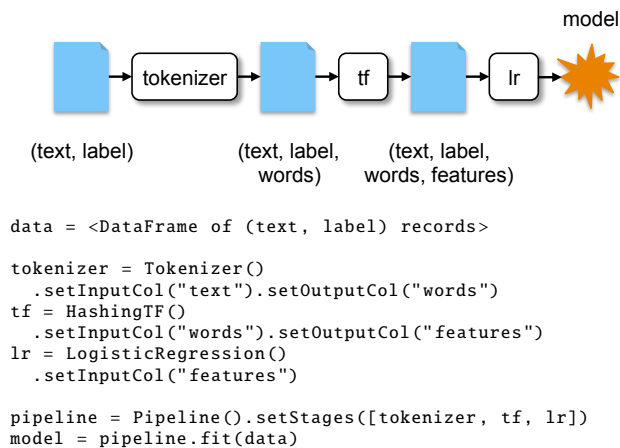 model
tokenizer
tf
lr
(text, label)
(text, label,
words)
(text, label,
words, features)
data = <DataFrame of (text, label) records>
tokenizer = Tokenizer()
.setInputCol("text").setOutputCol("words")
tf = HashingTF()
.setInputCol("words").setOutputCol("features")
lr = LogisticRegression()
.setInputCol("features")
pipeline = Pipeline().setStages([tokenizer, tf, lr])
model = pipeline.fit(data)